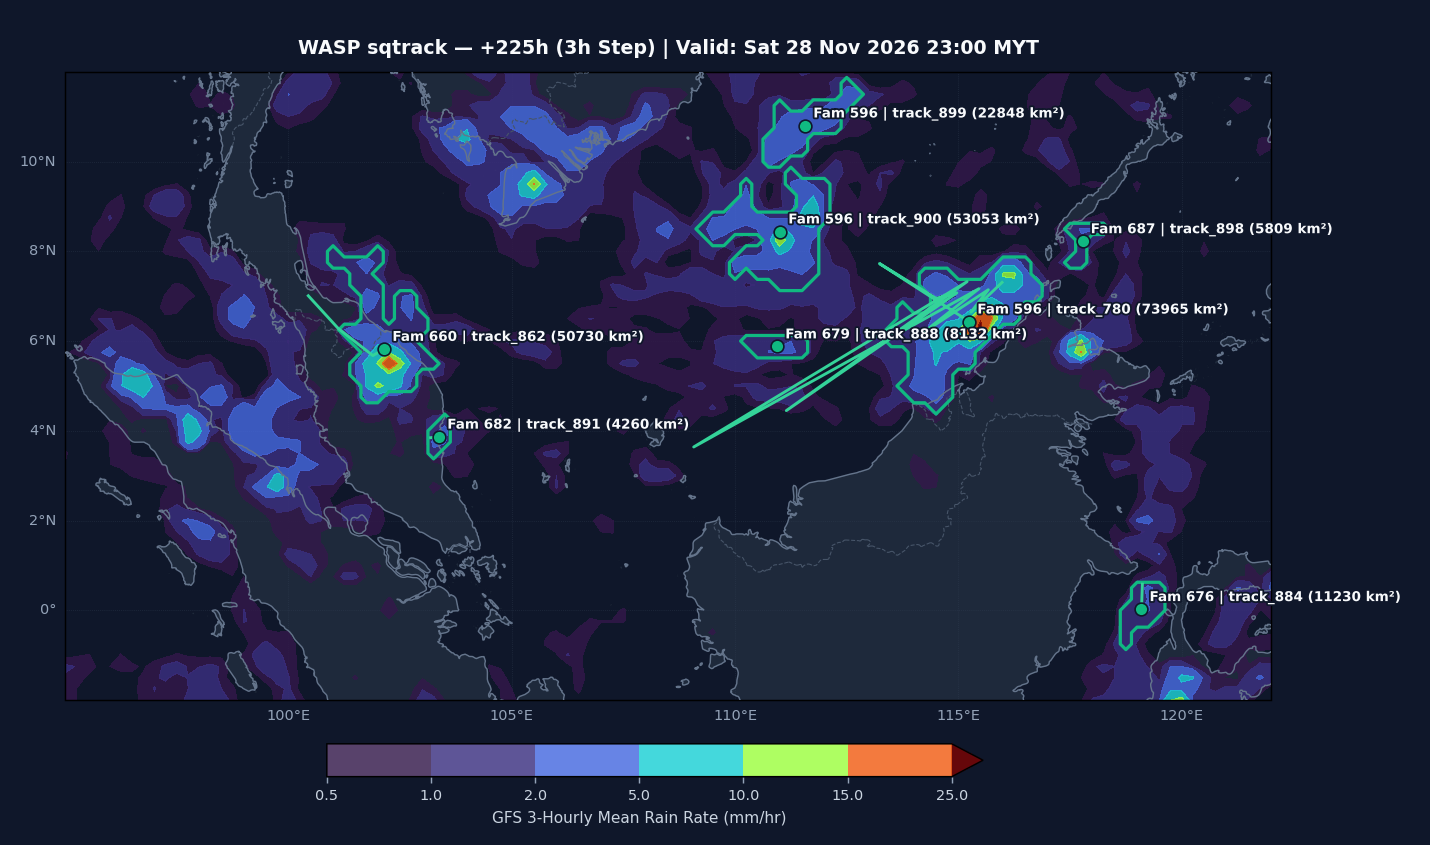 WASP sqtrack — +225h (3h Step) | Valid: Sat 28 Nov 2026 23:00 MYT
Fam 596 | track_899 (22848 km²)
10°N
Fam 596 | track_900 (53053 km²)
Fam 687 | track_898 (5809 km²)
8°N
Fam 596 | track_780 (73965 km²)
Fam 679 | track_888 (8132 km²)
Fam 660 | track_862 (50730 km²)
6°N
Fam 682 | track_891 (4260 km²)
4°N
2°N
Fam 676 | track_884 (11230 km²)
0°
100°E 105°E 110°E 115°E 120°E
0.5 1.0 2.0 5.0 10.0 15.0 25.0
GFS 3-Hourly Mean Rain Rate (mm/hr)